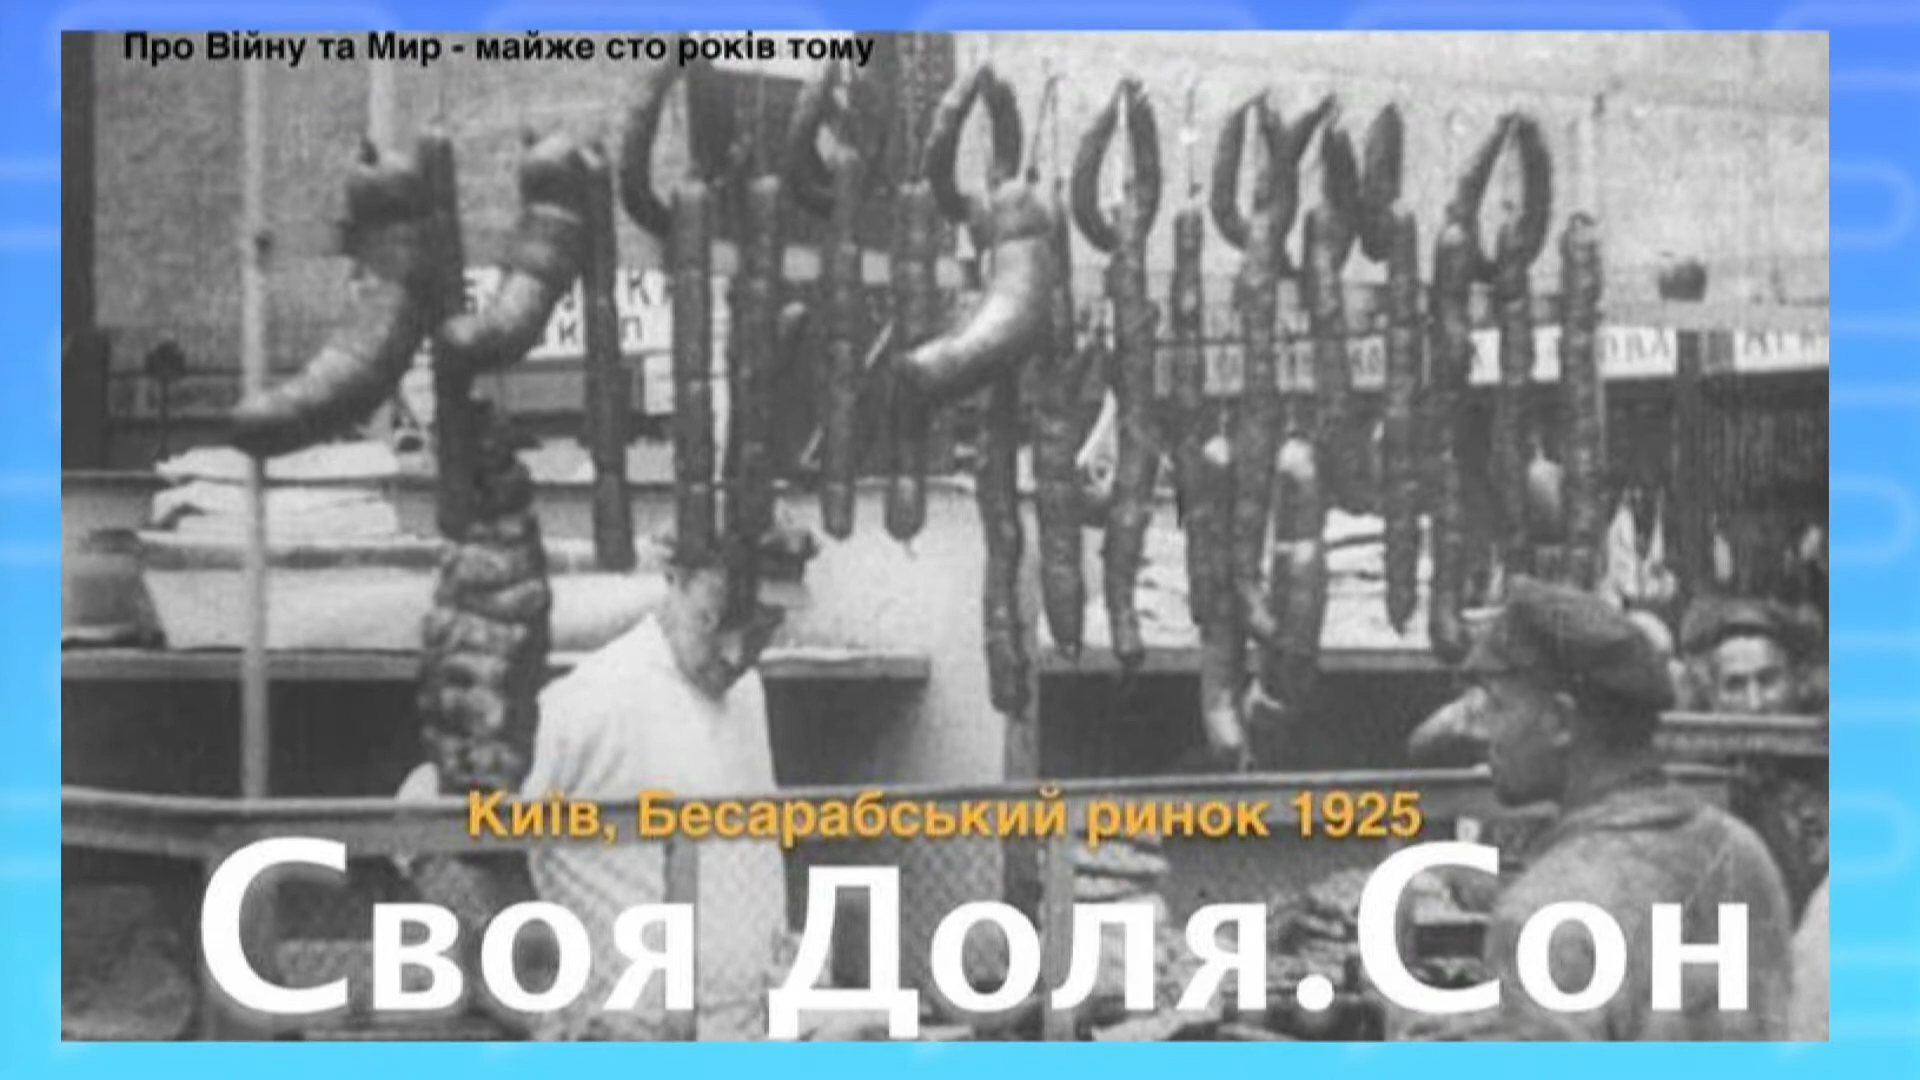 Про Війну та Мир - майже сто років тому
Київ, Бесарабський ринок 1925
Своя Доля.Сон